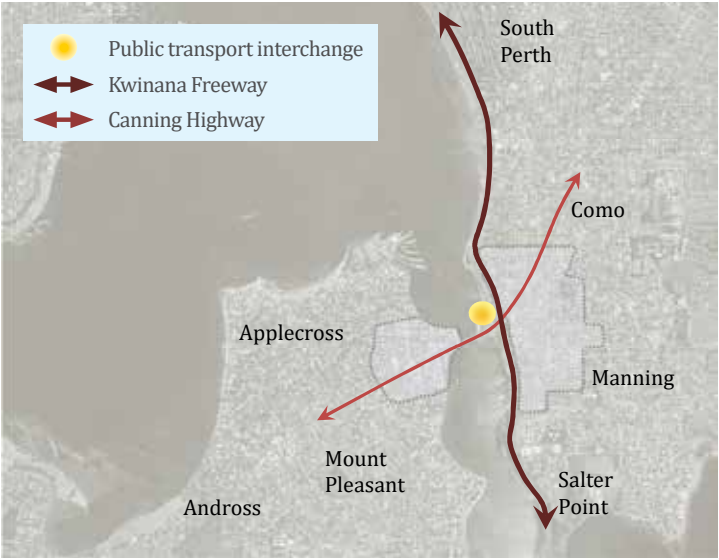 Public transport interchange
Kwinana Freeway
Canning Highway
South
Perth
Como
Applecross
Manning
Mount
Pleasant
Salter
Point
Andross